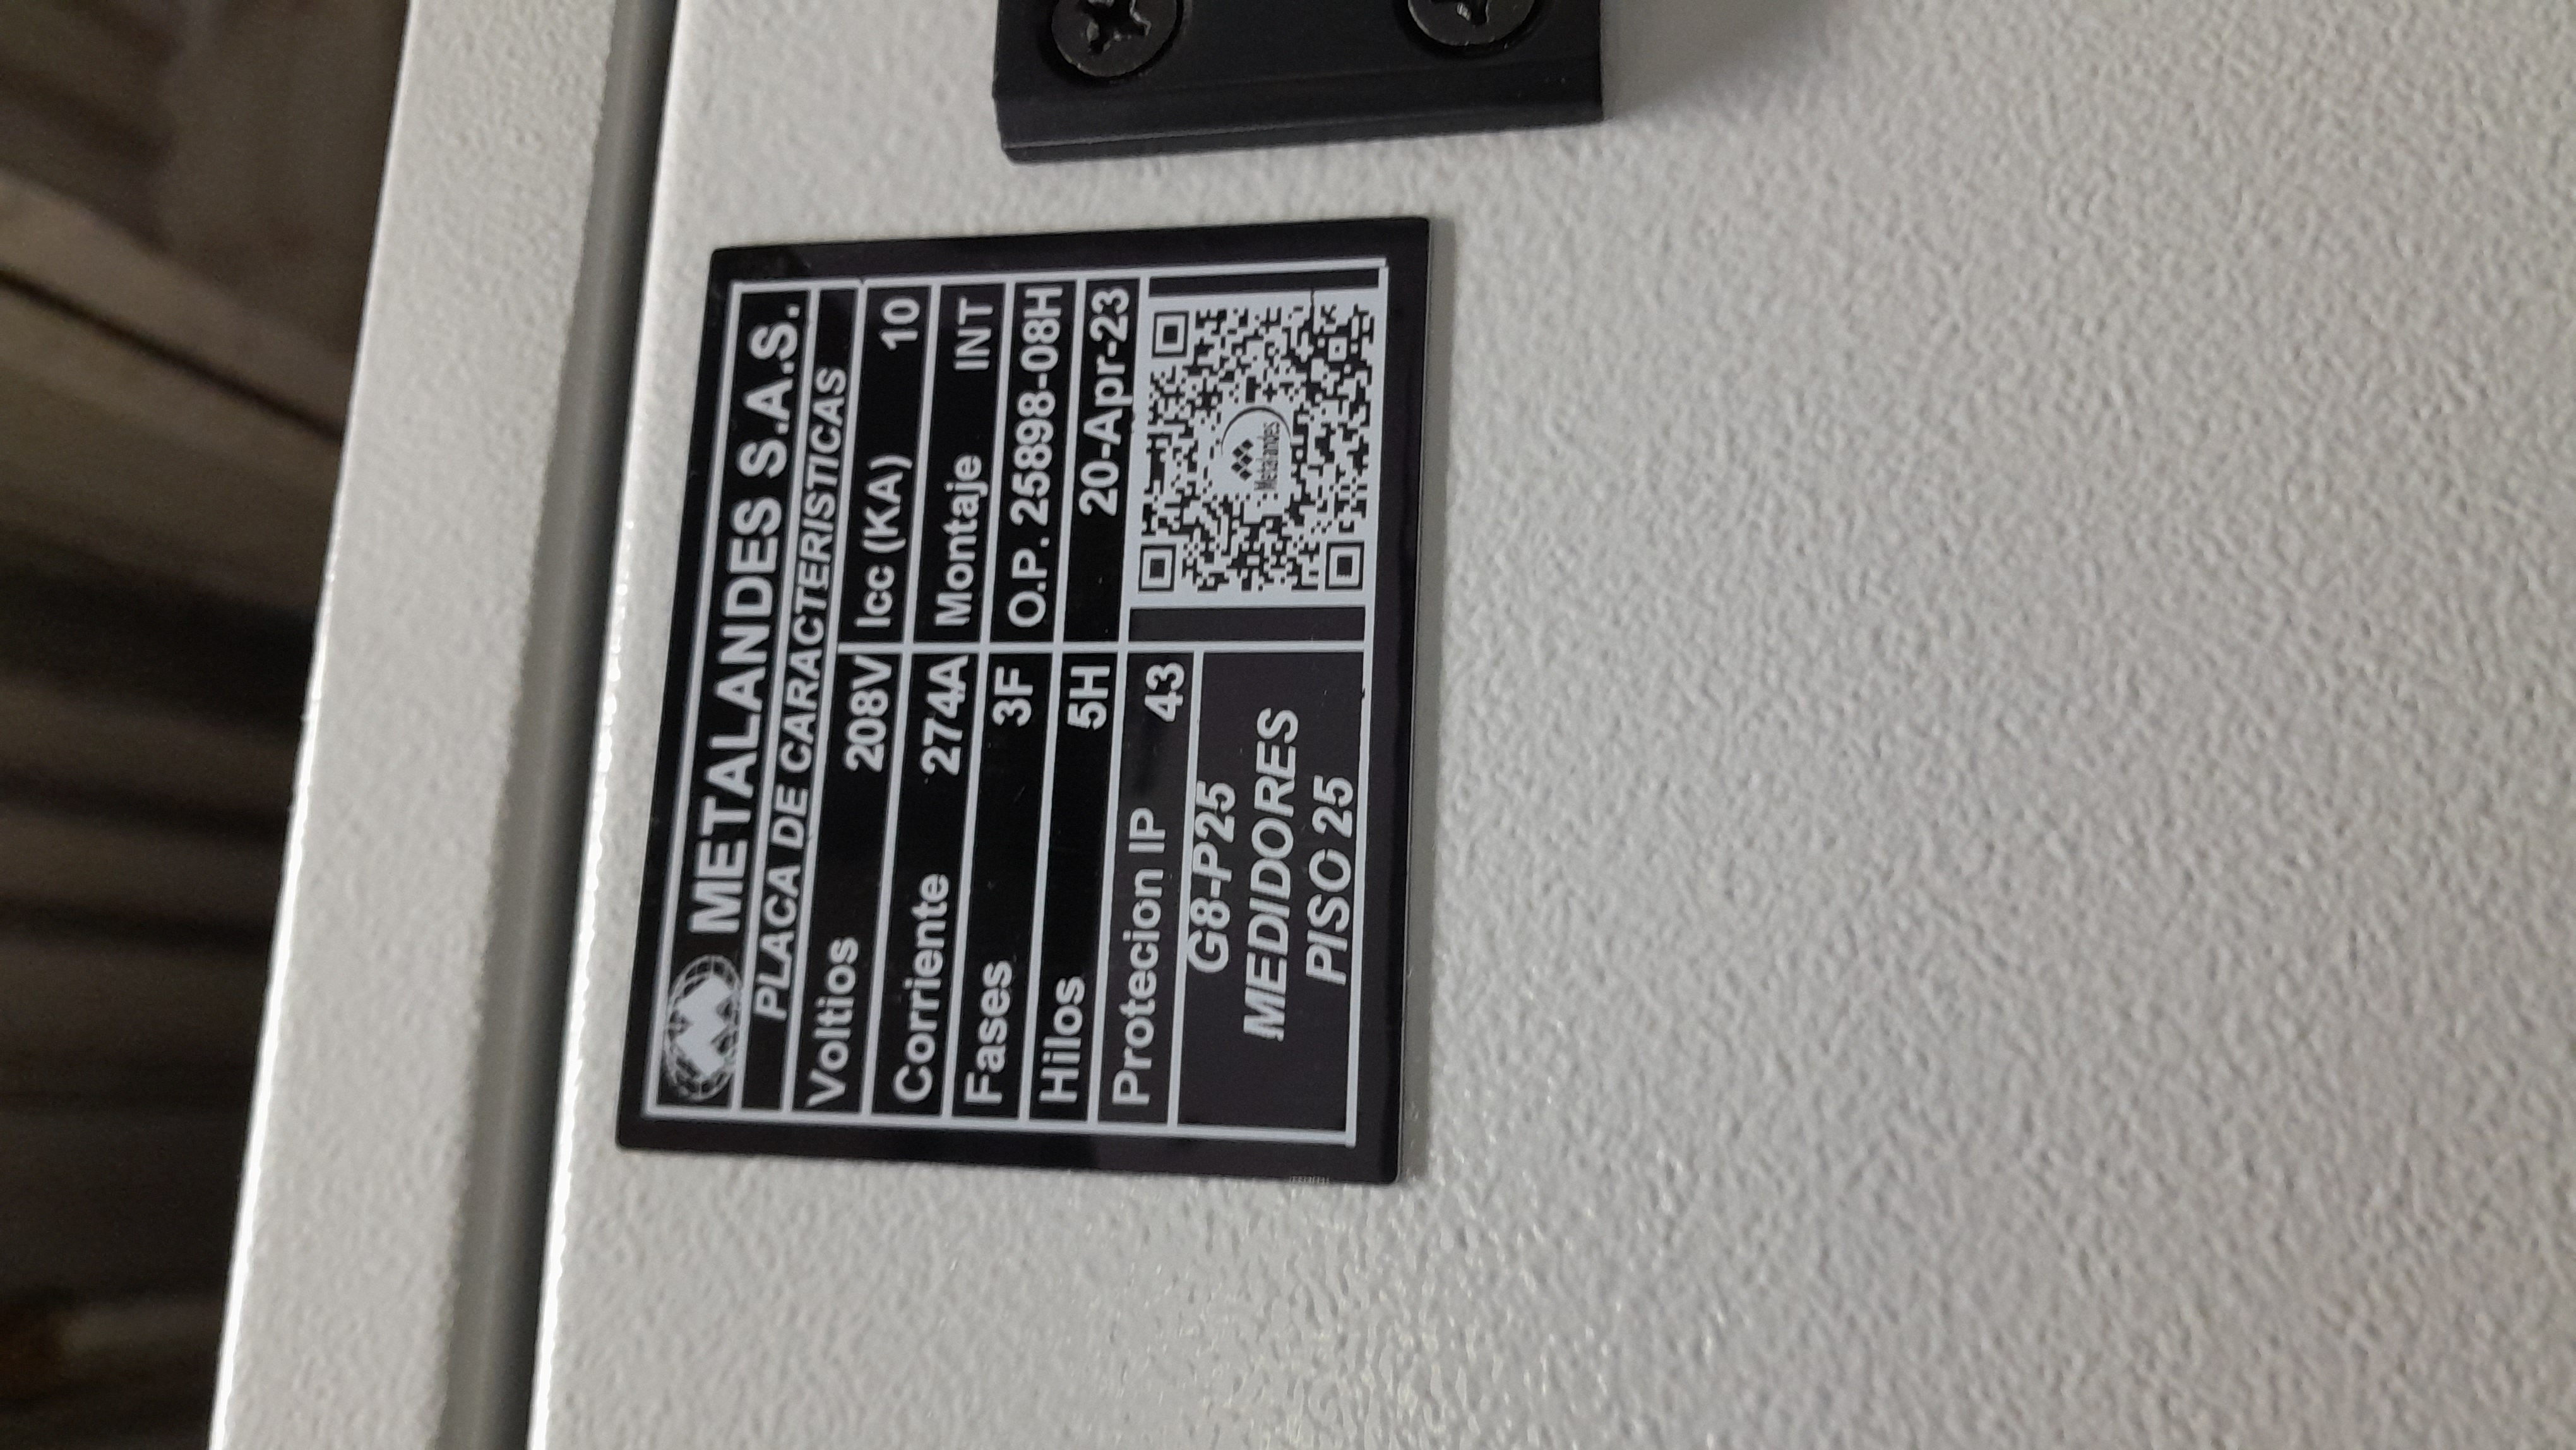 METALANDES S.A.S.
PLACA DE CARACTERISTICAS
Voltios 208V Icc (KA) 10
Corriente 274A Montaje INT
Fases 3F O.P. 25898-08H
Hilos 5H 20-Apr-23
Protecion IP 43
G8-P25
MEDIDORES
PISO 25
Metalandes